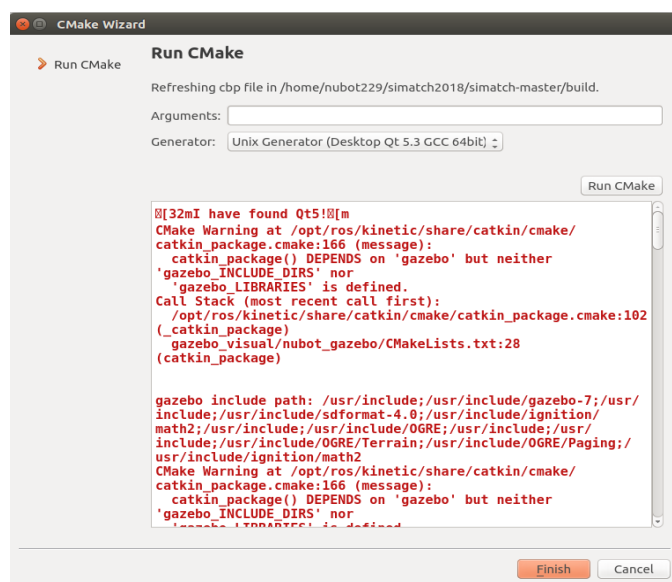 CMake Wizard
Run CMake
Run CMake
Refreshing cbp file in /home/nubot229/simatch2018/simatch-master/build.
Arguments:
Generator: Unix Generator (Desktop Qt 5.3 GCC 64bit)
Run CMake
[32mI have found Qt5![m
CMake Warning at /opt/ros/kinetic/share/catkin/cmake/
catkin_package.cmake:166 (message):
catkin_package() DEPENDS on 'gazebo' but neither
'gazebo_INCLUDE_DIRS' nor
'gazebo_LIBRARIES' is defined.
Call Stack (most recent call first):
/opt/ros/kinetic/share/catkin/cmake/catkin_package.cmake:102
(_catkin_package)
gazebo_visual/nubot_gazebo/CMakeLists.txt:28
(catkin_package)
gazebo include path: /usr/include;/usr/include/gazebo-7;/usr/
include;/usr/include/sdformat-4.0;/usr/include/ignition/
math2;/usr/include;/usr/include/OGRE;/usr/include;/usr/
include;/usr/include/OGRE/Terrain;/usr/include/OGRE/Paging;/
usr/include/ignition/math2
CMake Warning at /opt/ros/kinetic/share/catkin/cmake/
catkin_package.cmake:166 (message):
catkin_package() DEPENDS on 'gazebo' but neither
'gazebo_INCLUDE_DIRS' nor
'gazebo_LIBRARIES' is defined
Finish Cancel